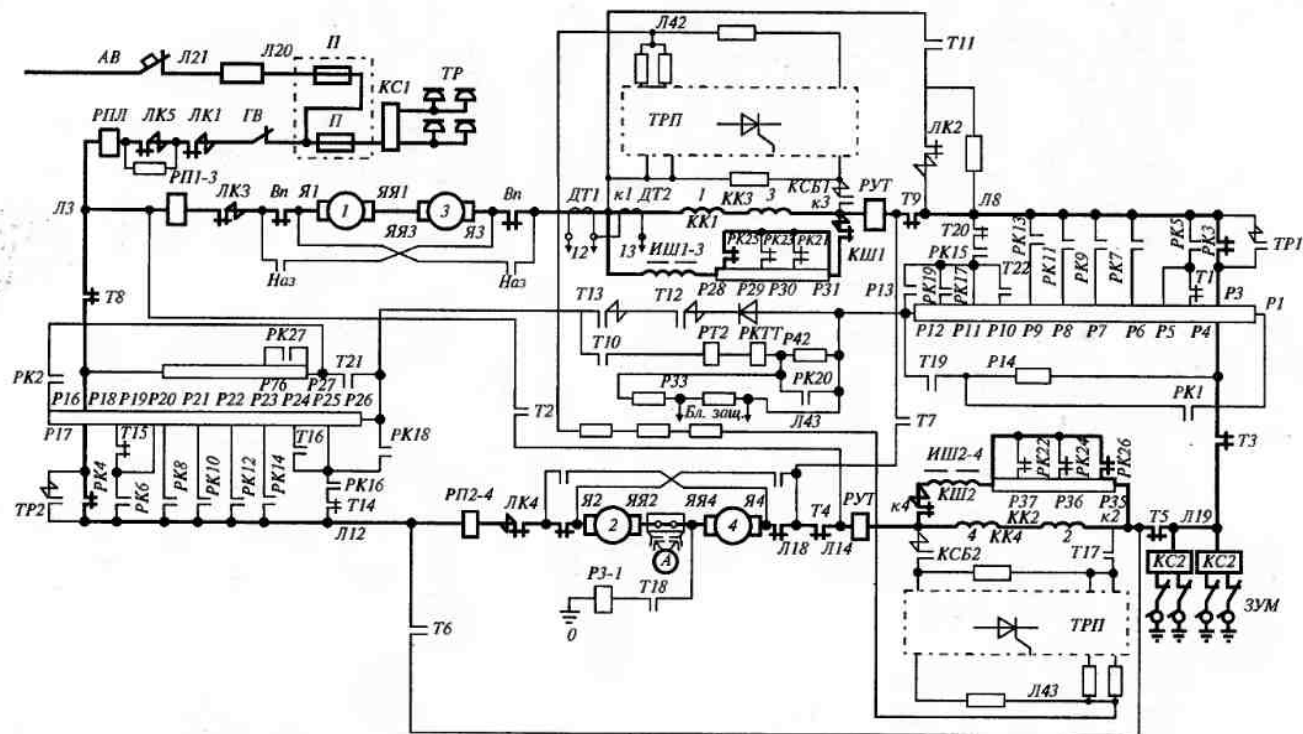 АВ Л21 Л20 П
КС1 ТР
РПЛ ЛК5 ЛК1 ГВ П
РП1-3
Л42
ТРП
Т11
ЛК2
Л3 ЛК3 Вп Я1 ЯЯ1 ЯЯ3 Я3 Вп
1 3
Наз Наз
ДТ1 к1 ДТ2 1 3 КК3 КК1 к3
КСБ1 РУТ Т9 Л8
12 13 ИШ1-3 КШ1
РК25 РК23 РК21
Р28 Р29 Р30 Р31
Т20 РК13 РК5 РК3 ТР1
РК15 РК11 РК9 РК7
Р13 РК19 РК17 Т22 Т1 Р3 Р1
Р12 Р11 Р10 Р9 Р8 Р7 Р6 Р5 Р4
Т8
Т13 Т12
Т10 РТ2 РКТТ Р42
Р33 РК20
Бл. защ. Л43
Т19 Р14
РК1
РК27
РК2 Р76 Р27 Т21
Р16 Р18 Р19 Р20 Р21 Р22 Р23 Р24 Р25 Р26
Р17 Т15 Т16 РК18
РК4 РК8 РК10 РК12 РК14
ТР2 РК6 РК16
Т14
Л12
Т2 Т7 Т3
РП2-4 ЛК4 Я2 ЯЯ2 ЯЯ4 Я4 Т4 РУТ
2 4
А
Л18 Л14
РЗ-1 Т18
0
Т6
ИШ2-4 РК22 РК24 РК26
к4 КШ2 Р37 Р36 Р35
КК2 к2 Т5 Л19
4 КК4 2
КСБ2 Т17
КС2 КС2
ЗУМ
ТРП
Л43